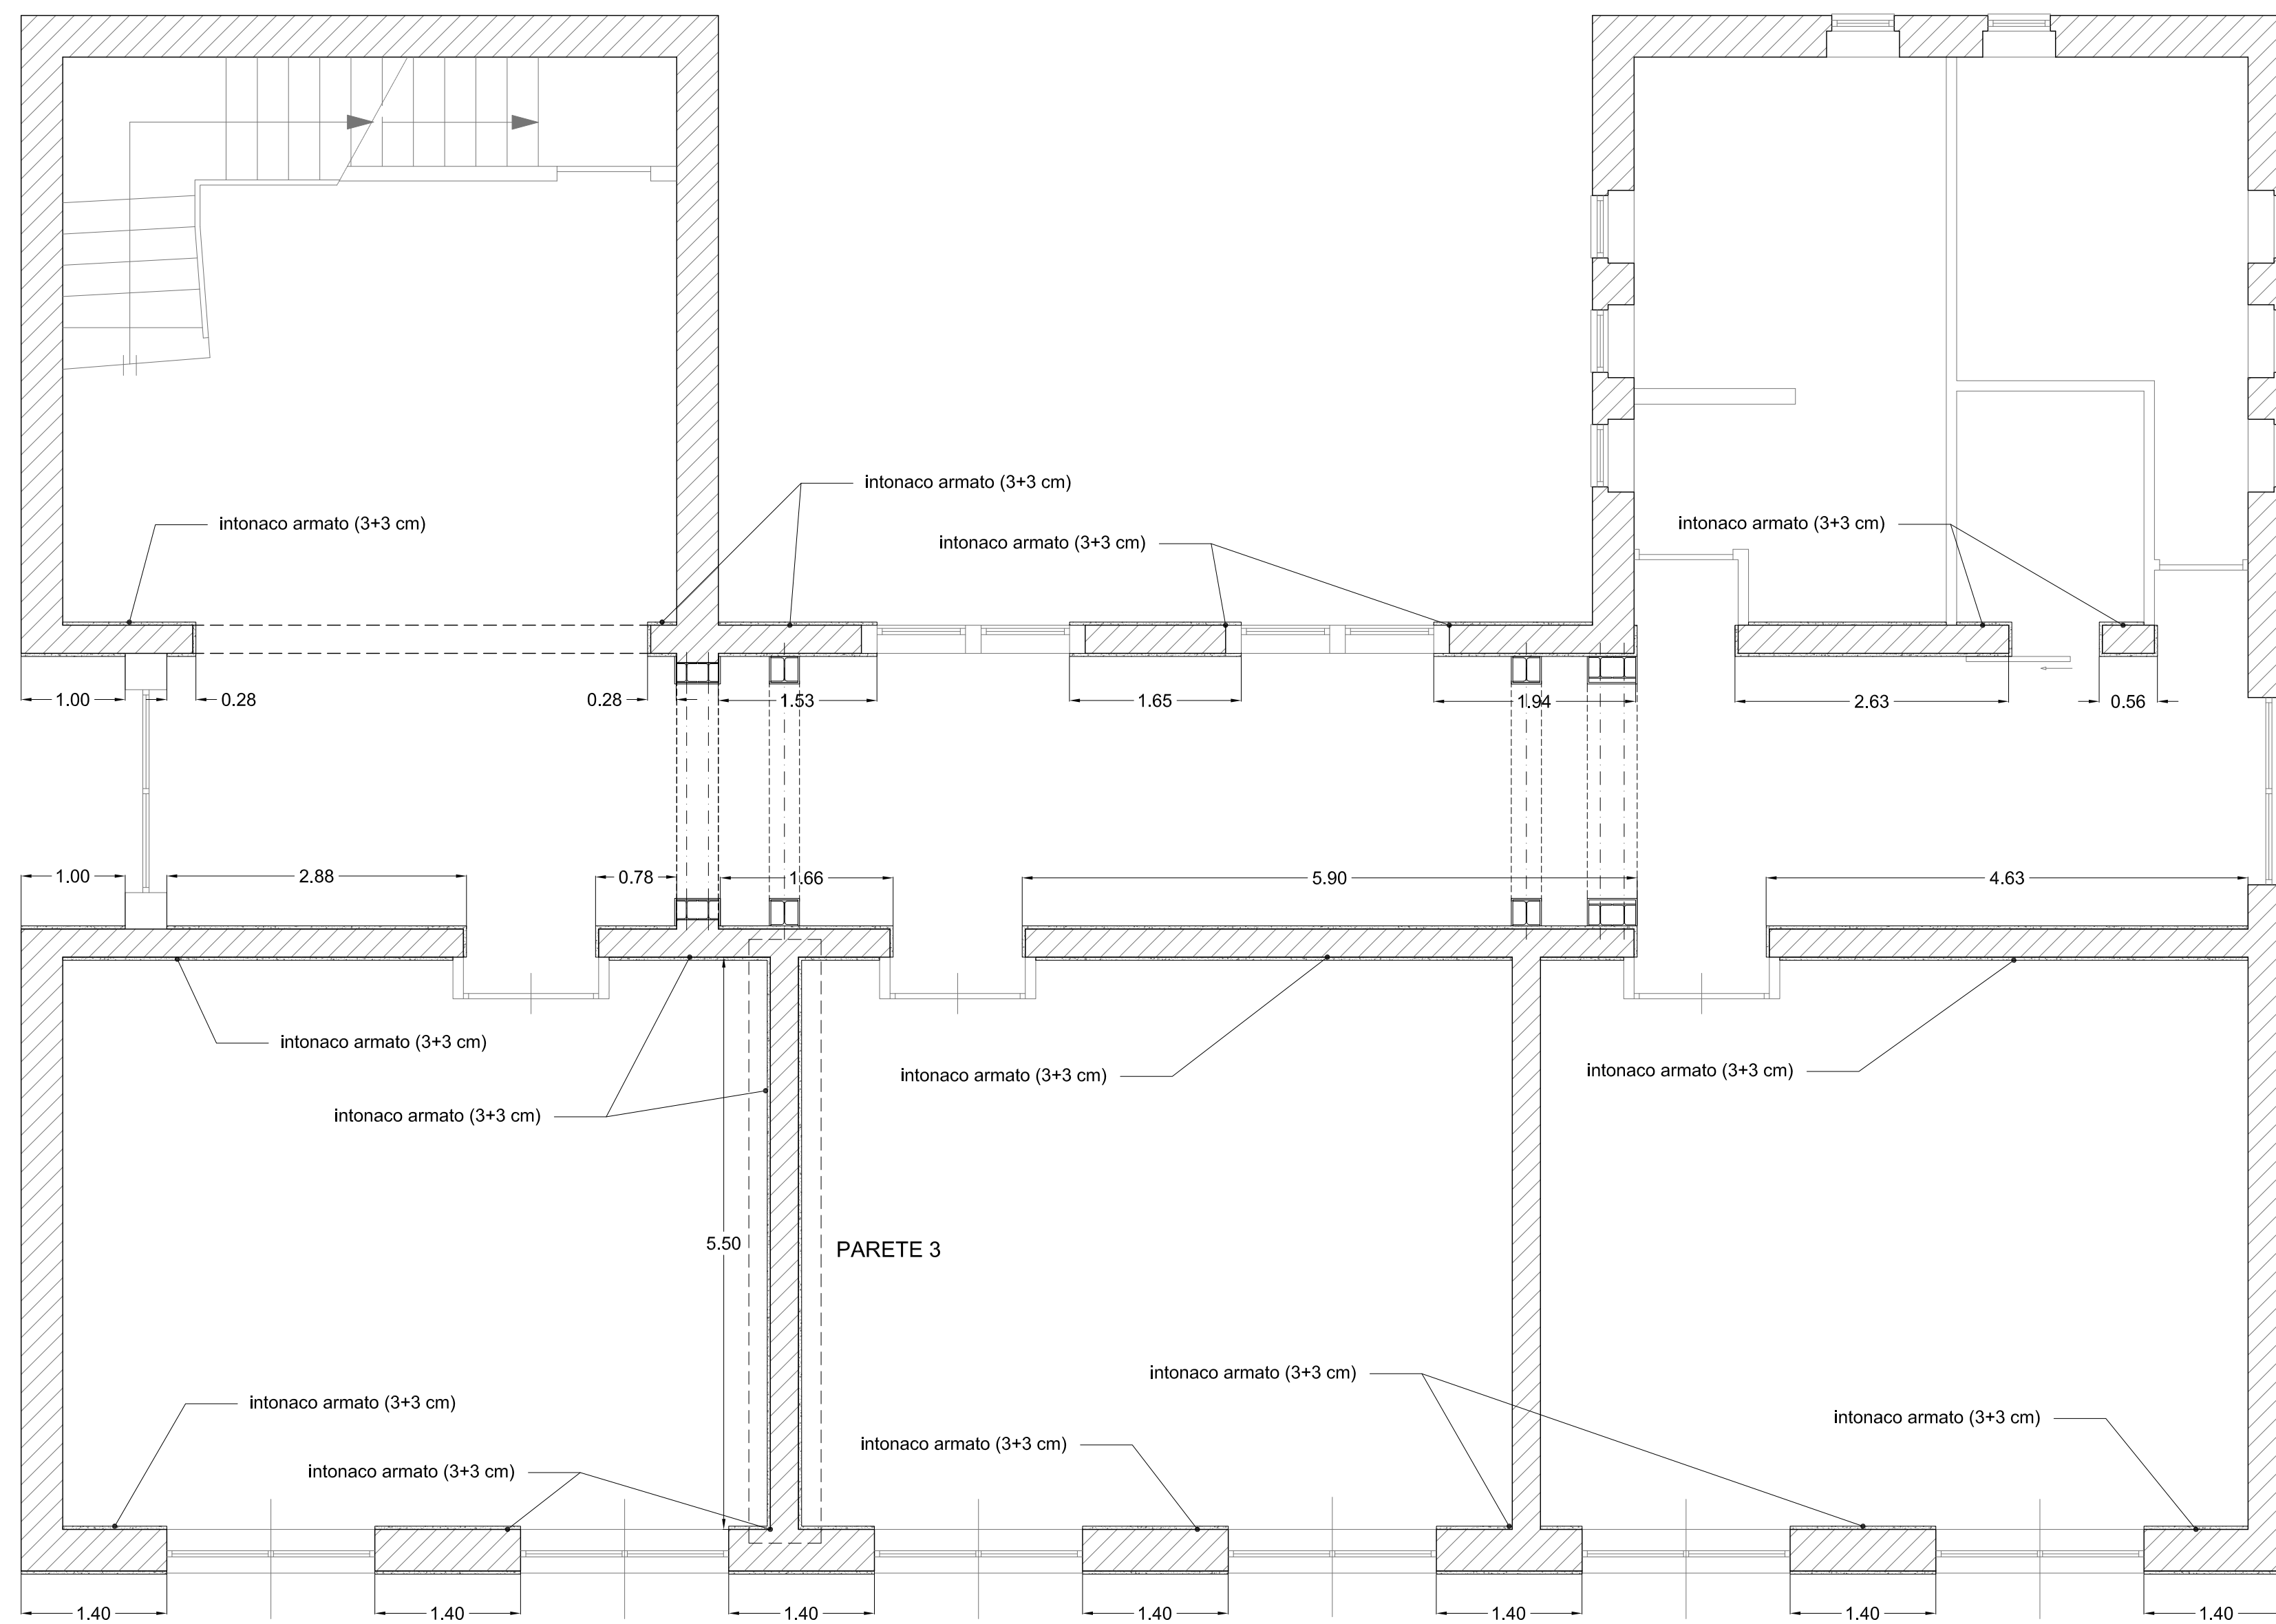 intonaco armato (3+3 cm)
intonaco armato (3+3 cm)
intonaco armato (3+3 cm)
intonaco armato (3+3 cm)
1.00
0.28
0.28
1.53
1.65
1.94
2.63
0.56
1.00
2.88
0.78
1.66
5.90
4.63
intonaco armato (3+3 cm)
intonaco armato (3+3 cm)
intonaco armato (3+3 cm)
intonaco armato (3+3 cm)
5.50
PARETE 3
intonaco armato (3+3 cm)
intonaco armato (3+3 cm)
intonaco armato (3+3 cm)
intonaco armato (3+3 cm)
intonaco armato (3+3 cm)
1.40
1.40
1.40
1.40
1.40
1.40
1.40